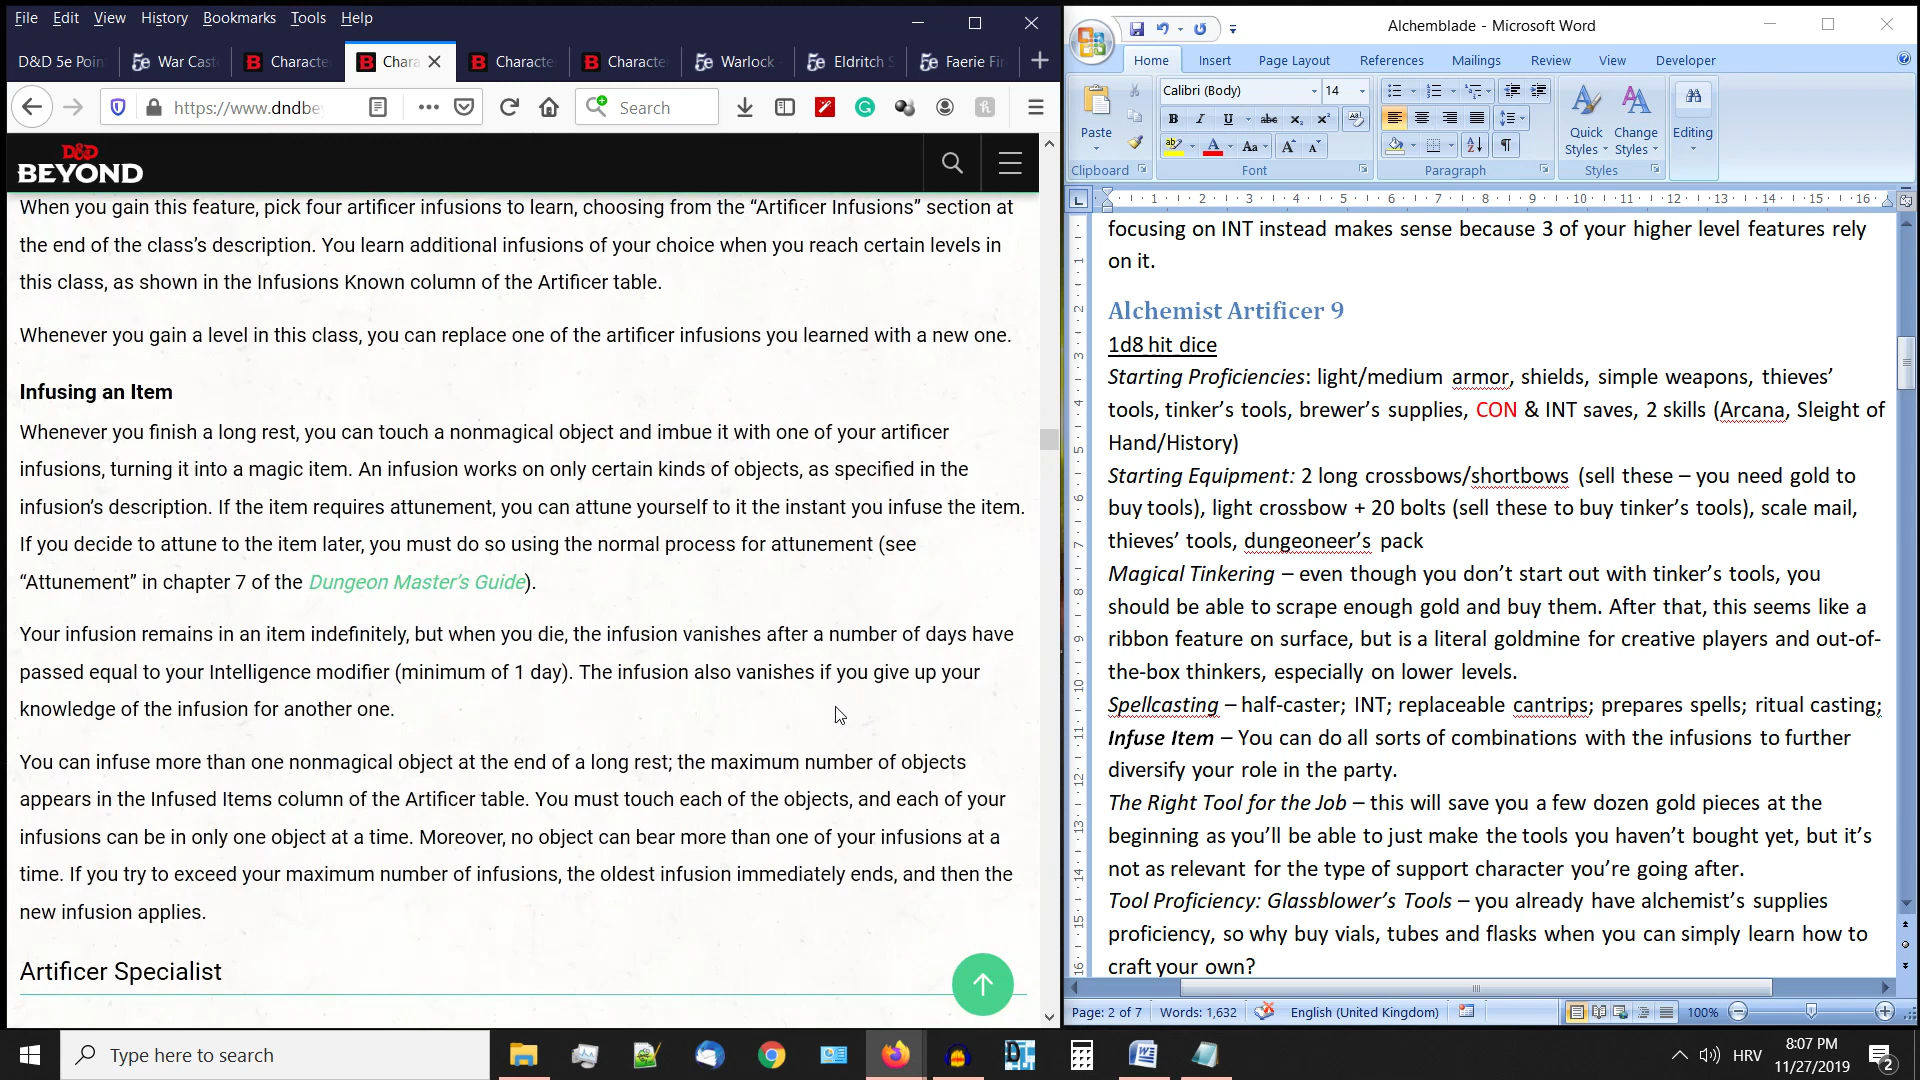 File Edit View History Bookmarks Tools Help
D&D 5e Poin War Cast Characte Chara Characte Characte Warlock - Eldritch S Faerie Fir
https://www.dndbey Search
D&D BEYOND
When you gain this feature, pick four artificer infusions to learn, choosing from the “Artificer Infusions” section at
the end of the class’s description. You learn additional infusions of your choice when you reach certain levels in
this class, as shown in the Infusions Known column of the Artificer table.
Whenever you gain a level in this class, you can replace one of the artificer infusions you learned with a new one.
Infusing an Item
Whenever you finish a long rest, you can touch a nonmagical object and imbue it with one of your artificer
infusions, turning it into a magic item. An infusion works on only certain kinds of objects, as specified in the
infusion’s description. If the item requires attunement, you can attune yourself to it the instant you infuse the item.
If you decide to attune to the item later, you must do so using the normal process for attunement (see
“Attunement” in chapter 7 of the Dungeon Master’s Guide).
Your infusion remains in an item indefinitely, but when you die, the infusion vanishes after a number of days have
passed equal to your Intelligence modifier (minimum of 1 day). The infusion also vanishes if you give up your
knowledge of the infusion for another one.
You can infuse more than one nonmagical object at the end of a long rest; the maximum number of objects
appears in the Infused Items column of the Artificer table. You must touch each of the objects, and each of your
infusions can be in only one object at a time. Moreover, no object can bear more than one of your infusions at a
time. If you try to exceed your maximum number of infusions, the oldest infusion immediately ends, and then the
new infusion applies.
Artificer Specialist
Alchemblade - Microsoft Word
Home Insert Page Layout References Mailings Review View Developer
Calibri (Body) 14
Paste
Quick Styles Change Styles Editing
Clipboard Font Paragraph Styles
1 2 3 4 5 6 7 8 9 10 11 12 13 14 15 16
focusing on INT instead makes sense because 3 of your higher level features rely
on it.
Alchemist Artificer 9
1d8 hit dice
Starting Proficiencies: light/medium armor, shields, simple weapons, thieves’
tools, tinker’s tools, brewer’s supplies, CON & INT saves, 2 skills (Arcana, Sleight of
Hand/History)
Starting Equipment: 2 long crossbows/shortbows (sell these – you need gold to
buy tools), light crossbow + 20 bolts (sell these to buy tinker’s tools), scale mail,
thieves’ tools, dungeoneer’s pack
Magical Tinkering – even though you don’t start out with tinker’s tools, you
should be able to scrape enough gold and buy them. After that, this seems like a
ribbon feature on surface, but is a literal goldmine for creative players and out-of-
the-box thinkers, especially on lower levels.
Spellcasting – half-caster; INT; replaceable cantrips; prepares spells; ritual casting;
Infuse Item – You can do all sorts of combinations with the infusions to further
diversify your role in the party.
The Right Tool for the Job – this will save you a few dozen gold pieces at the
beginning as you’ll be able to just make the tools you haven’t bought yet, but it’s
not as relevant for the type of support character you’re going after.
Tool Proficiency: Glassblower’s Tools – you already have alchemist’s supplies
proficiency, so why buy vials, tubes and flasks when you can simply learn how to
craft your own?
Page: 2 of 7 Words: 1,632 English (United Kingdom) 100%
Type here to search
HRV 8:07 PM
11/27/2019 2